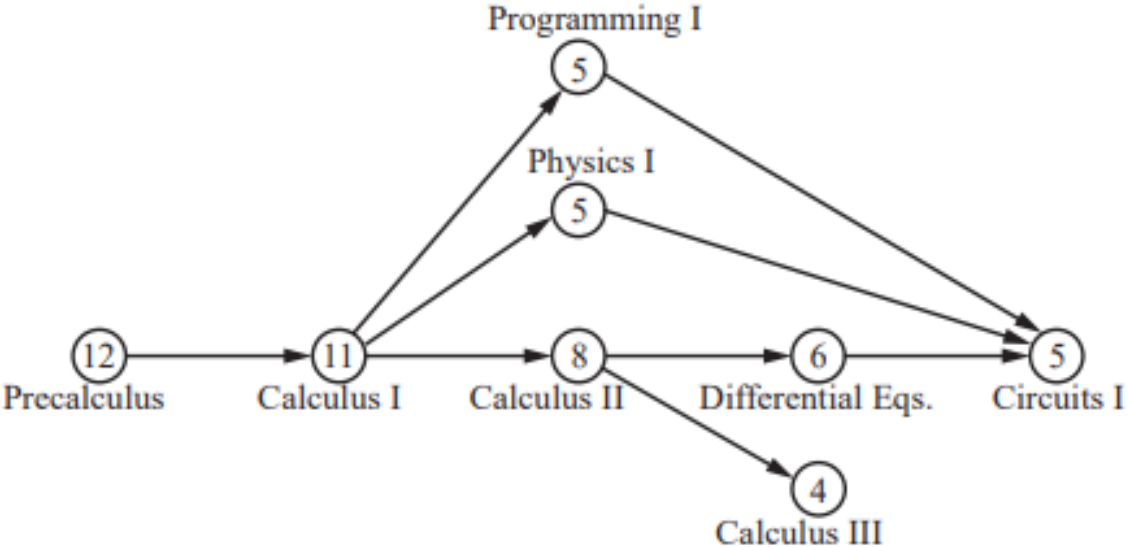 Programming I
5
Physics I
5
12
11
8
6
5
Precalculus
Calculus I
Calculus II
Differential Eqs.
Circuits I
4
Calculus III